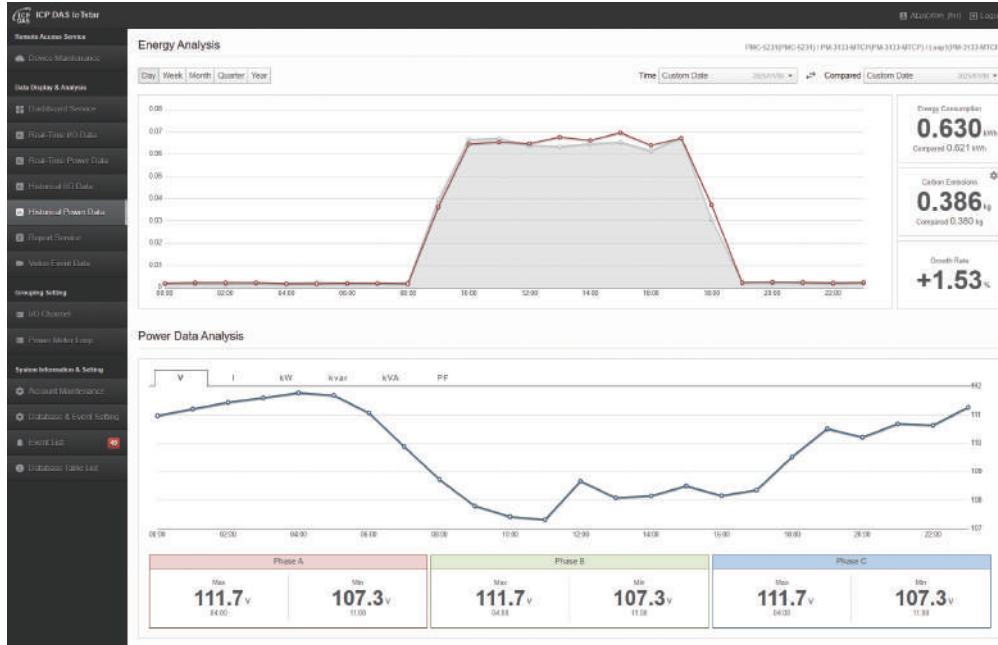 ICP DAS IoTstar
Remote Access Service
Device Maintenance
Data Display & Analysis
Dashboard Service
Real-Time I/O Data
Real-Time Power Data
Historical I/O Data
Historical Power Data
Report Service
Video Event Data
Grouping Setting
I/O Channel
Power Meter Loop
System Information & Setting
Account Maintenance
Database & Event Setting
Event List
Database Table List
Energy Analysis
Day Week Month Quarter Year
Time Custom Date
Compared Custom Date
0.08
0.07
0.06
0.05
0.04
0.03
0.02
0.01
0
00:00 02:00 04:00 06:00 08:00 10:00 12:00 14:00 16:00 18:00 20:00 22:00
Energy Consumption
0.630 kWh
Compared 0.621 kWh
Carbon Emissions
0.386 kg
Compared 0.380 kg
Growth Rate
+1.53 %
Power Data Analysis
V I kW kvar kVA PF
112
111
110
109
108
107
00:00 02:00 04:00 06:00 08:00 10:00 12:00 14:00 16:00 18:00 20:00 22:00
Phase A
Max Min
111.7 V 107.3 V
04:00 11:00
Phase B
Max Min
111.7 V 107.3 V
04:00 11:00
Phase C
Max Min
111.7 V 107.3 V
04:00 11:00